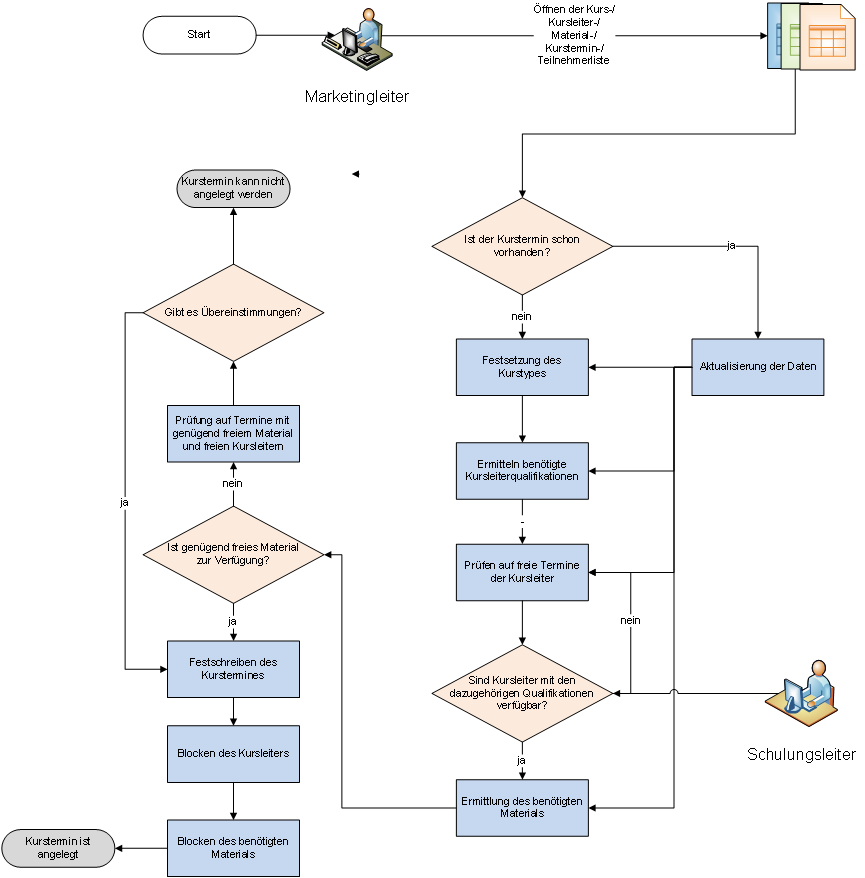 Start
Öffnen der Kurs-/
Kursleiter-/
Material-/
Kurstermin-/
Teilnehmerliste
Marketingleiter
Kurstermin kann nicht
angelegt werden
Ist der Kurstermin schon
vorhanden?
ja
nein
Gibt es Übereinstimmungen?
Festsetzung des
Kurstypes
Aktualisierung der Daten
Prüfung auf Termine mit
genügend freiem Material
und freien Kursleitern
Ermitteln benötigte
Kursleiterqualifikationen
nein
ja
-
Ist genügend freies Material
zur Verfügung?
Prüfen auf freie Termine
der Kursleiter
ja
nein
Festschreiben des
Kurstermines
Sind Kursleiter mit den
dazugehörigen Qualifikationen
verfügbar?
Schulungsleiter
Blocken des Kursleiters
ja
Ermittlung des benötigten
Materials
Kurstermin ist
angelegt
Blocken des benötigten
Materials